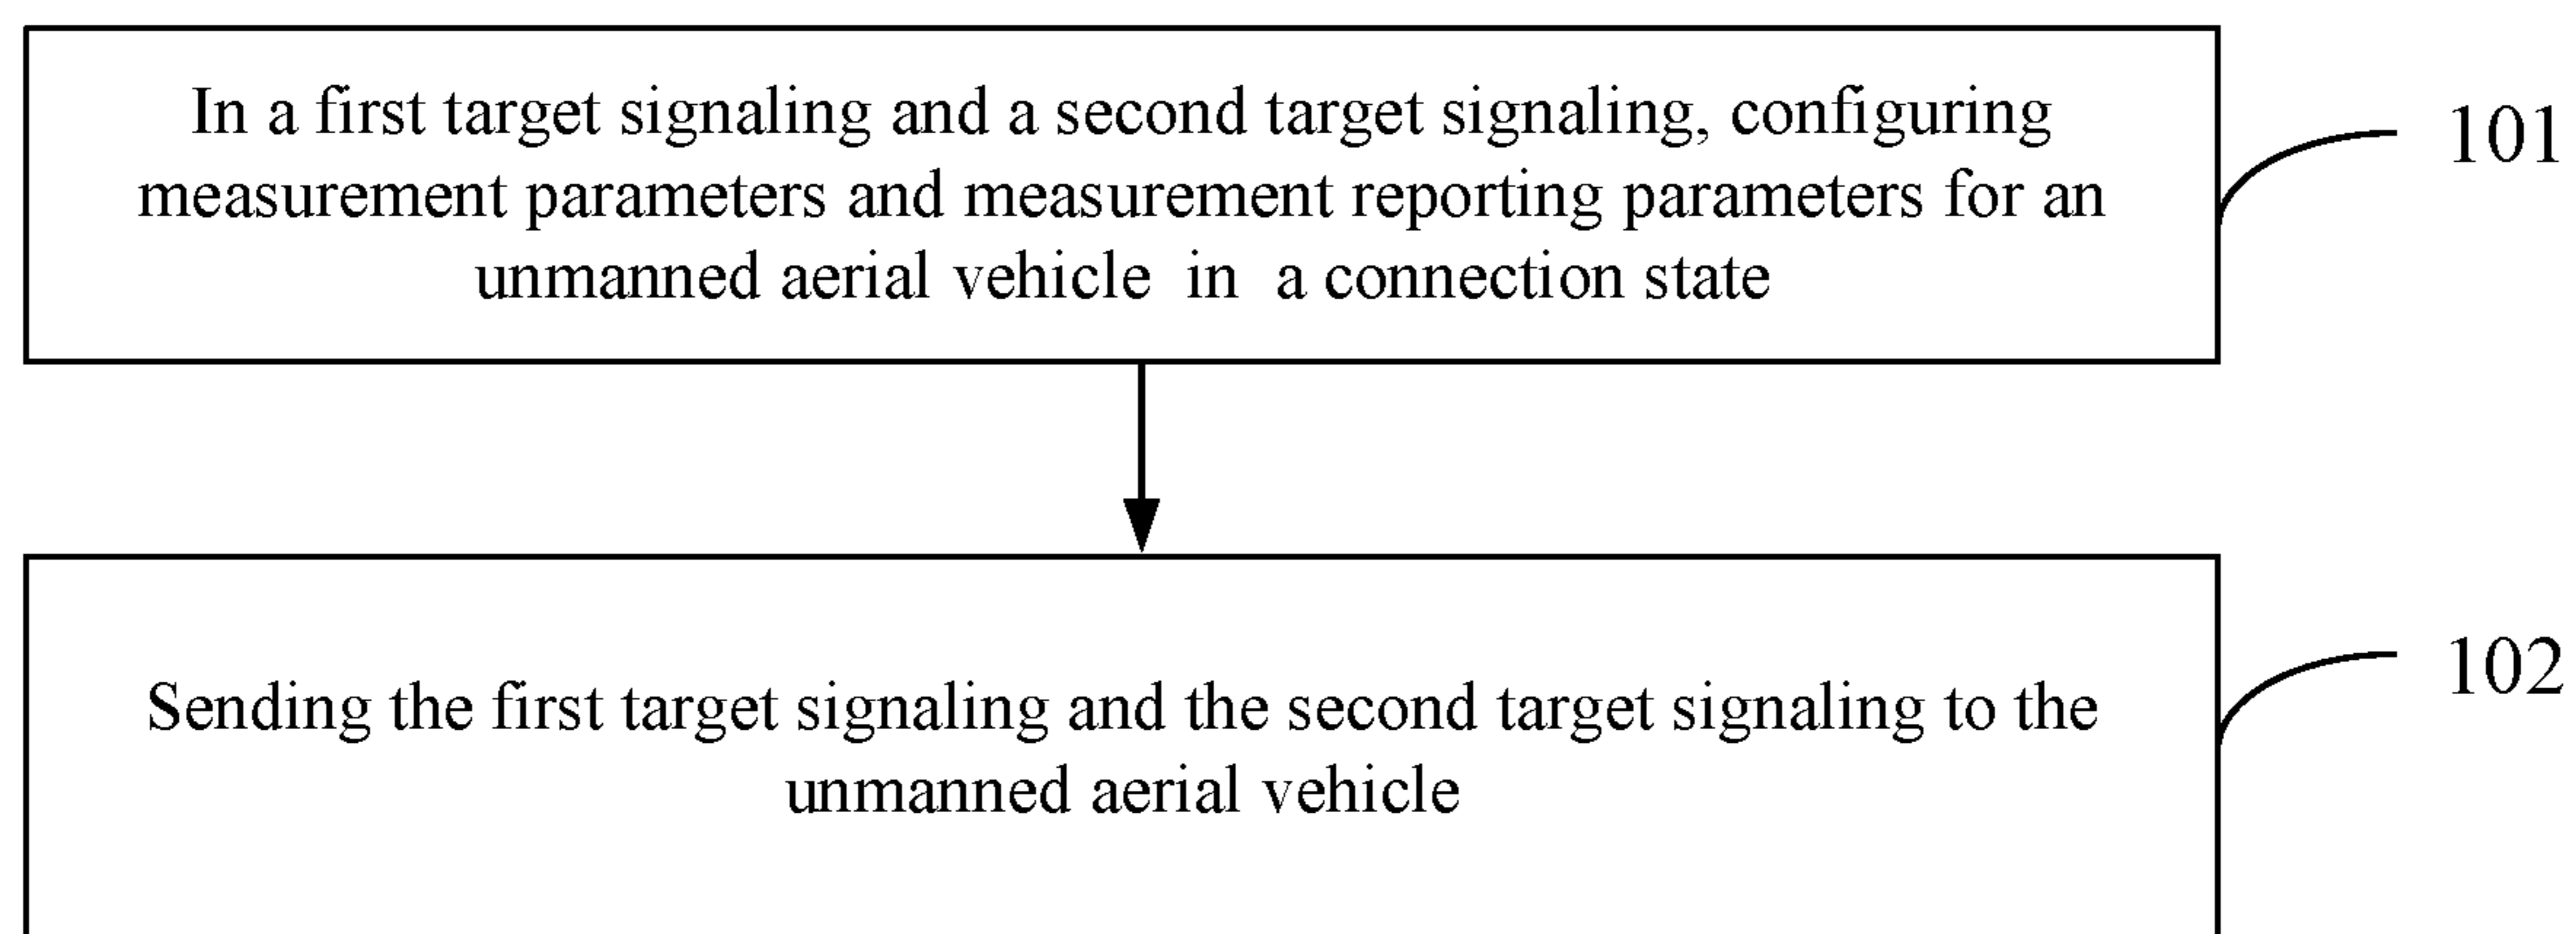 In a first target signaling and a second target signaling, configuring
measurement parameters and measurement reporting parameters for an
unmanned aerial vehicle in a connection state
101
Sending the first target signaling and the second target signaling to the
unmanned aerial vehicle
102